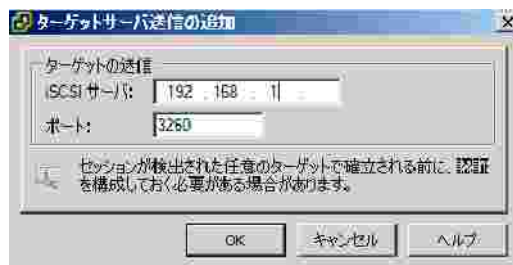 ターゲットサーバ送信の追加
ターゲットの送信
iSCSI サーバ: 192 . 168 . 1 .
ポート: 3260
セッションが検出された任意のターゲットで確立される前に、認証
を構成しておく必要がある場合があります。
OK キャンセル ヘルプ